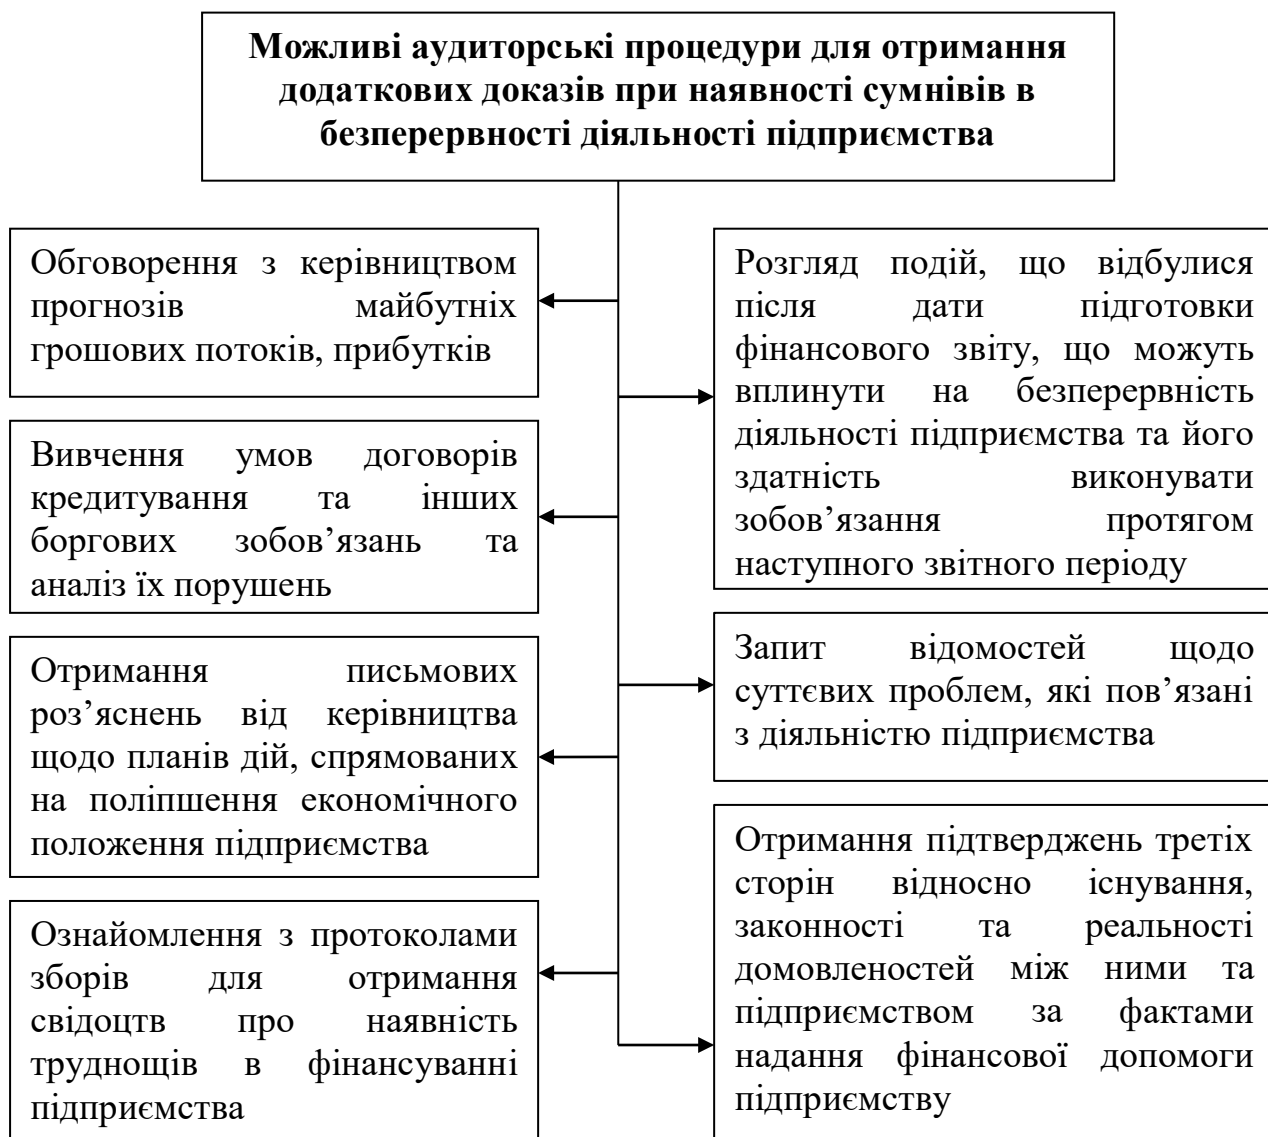 Можливі аудиторські процедури для отримання
додаткових доказів при наявності сумнівів в
безперервності діяльності підприємства
Обговорення з керівництвом
прогнозів майбутніх
грошових потоків, прибутків
Вивчення умов договорів
кредитування та інших
боргових зобов’язань та
аналіз їх порушень
Отримання письмових
роз’яснень від керівництва
щодо планів дій, спрямованих
на поліпшення економічного
положення підприємства
Ознайомлення з протоколами
зборів для отримання
свідоцтв про наявність
труднощів в фінансуванні
підприємства
Розгляд подій, що відбулися
після дати підготовки
фінансового звіту, що можуть
вплинути на безперервність
діяльності підприємства та його
здатність виконувати
зобов’язання протягом
наступного звітного періоду
Запит відомостей щодо
суттєвих проблем, які пов’язані
з діяльністю підприємства
Отримання підтверджень третіх
сторін відносно існування,
законності та реальності
домовленостей між ними та
підприємством за фактами
надання фінансової допомоги
підприємству